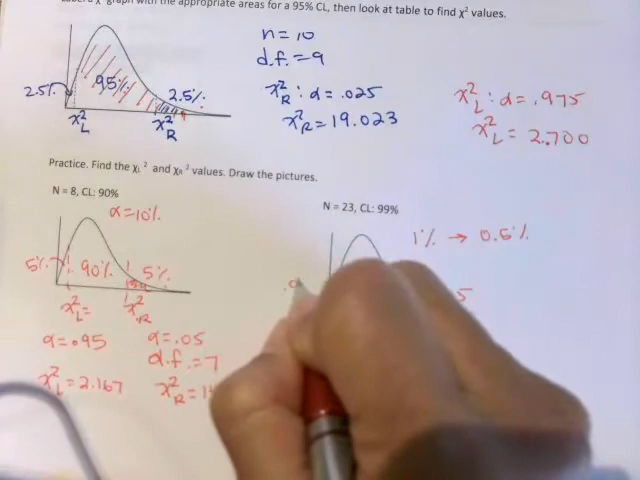 graph with the appropriate areas for a 95% CL, then look at table to find χ² values.
n = 10
d.f. = 9
2.5%
95%
2.5%
χ²L
χ²R
χ²R : α = .025
χ²R = 19.023
χ²L : α = .975
χ²L = 2.700
Practice. Find the χL² and χR² values. Draw the pictures.
N = 8, CL: 90%
α = 10%
5%
90%
5%
χ²L =
χ²R
α = .95
α = .05
d.f. = 7
χ²L = 2.167
χ²R = 1
N = 23, CL: 99%
1% → 0.5%
5